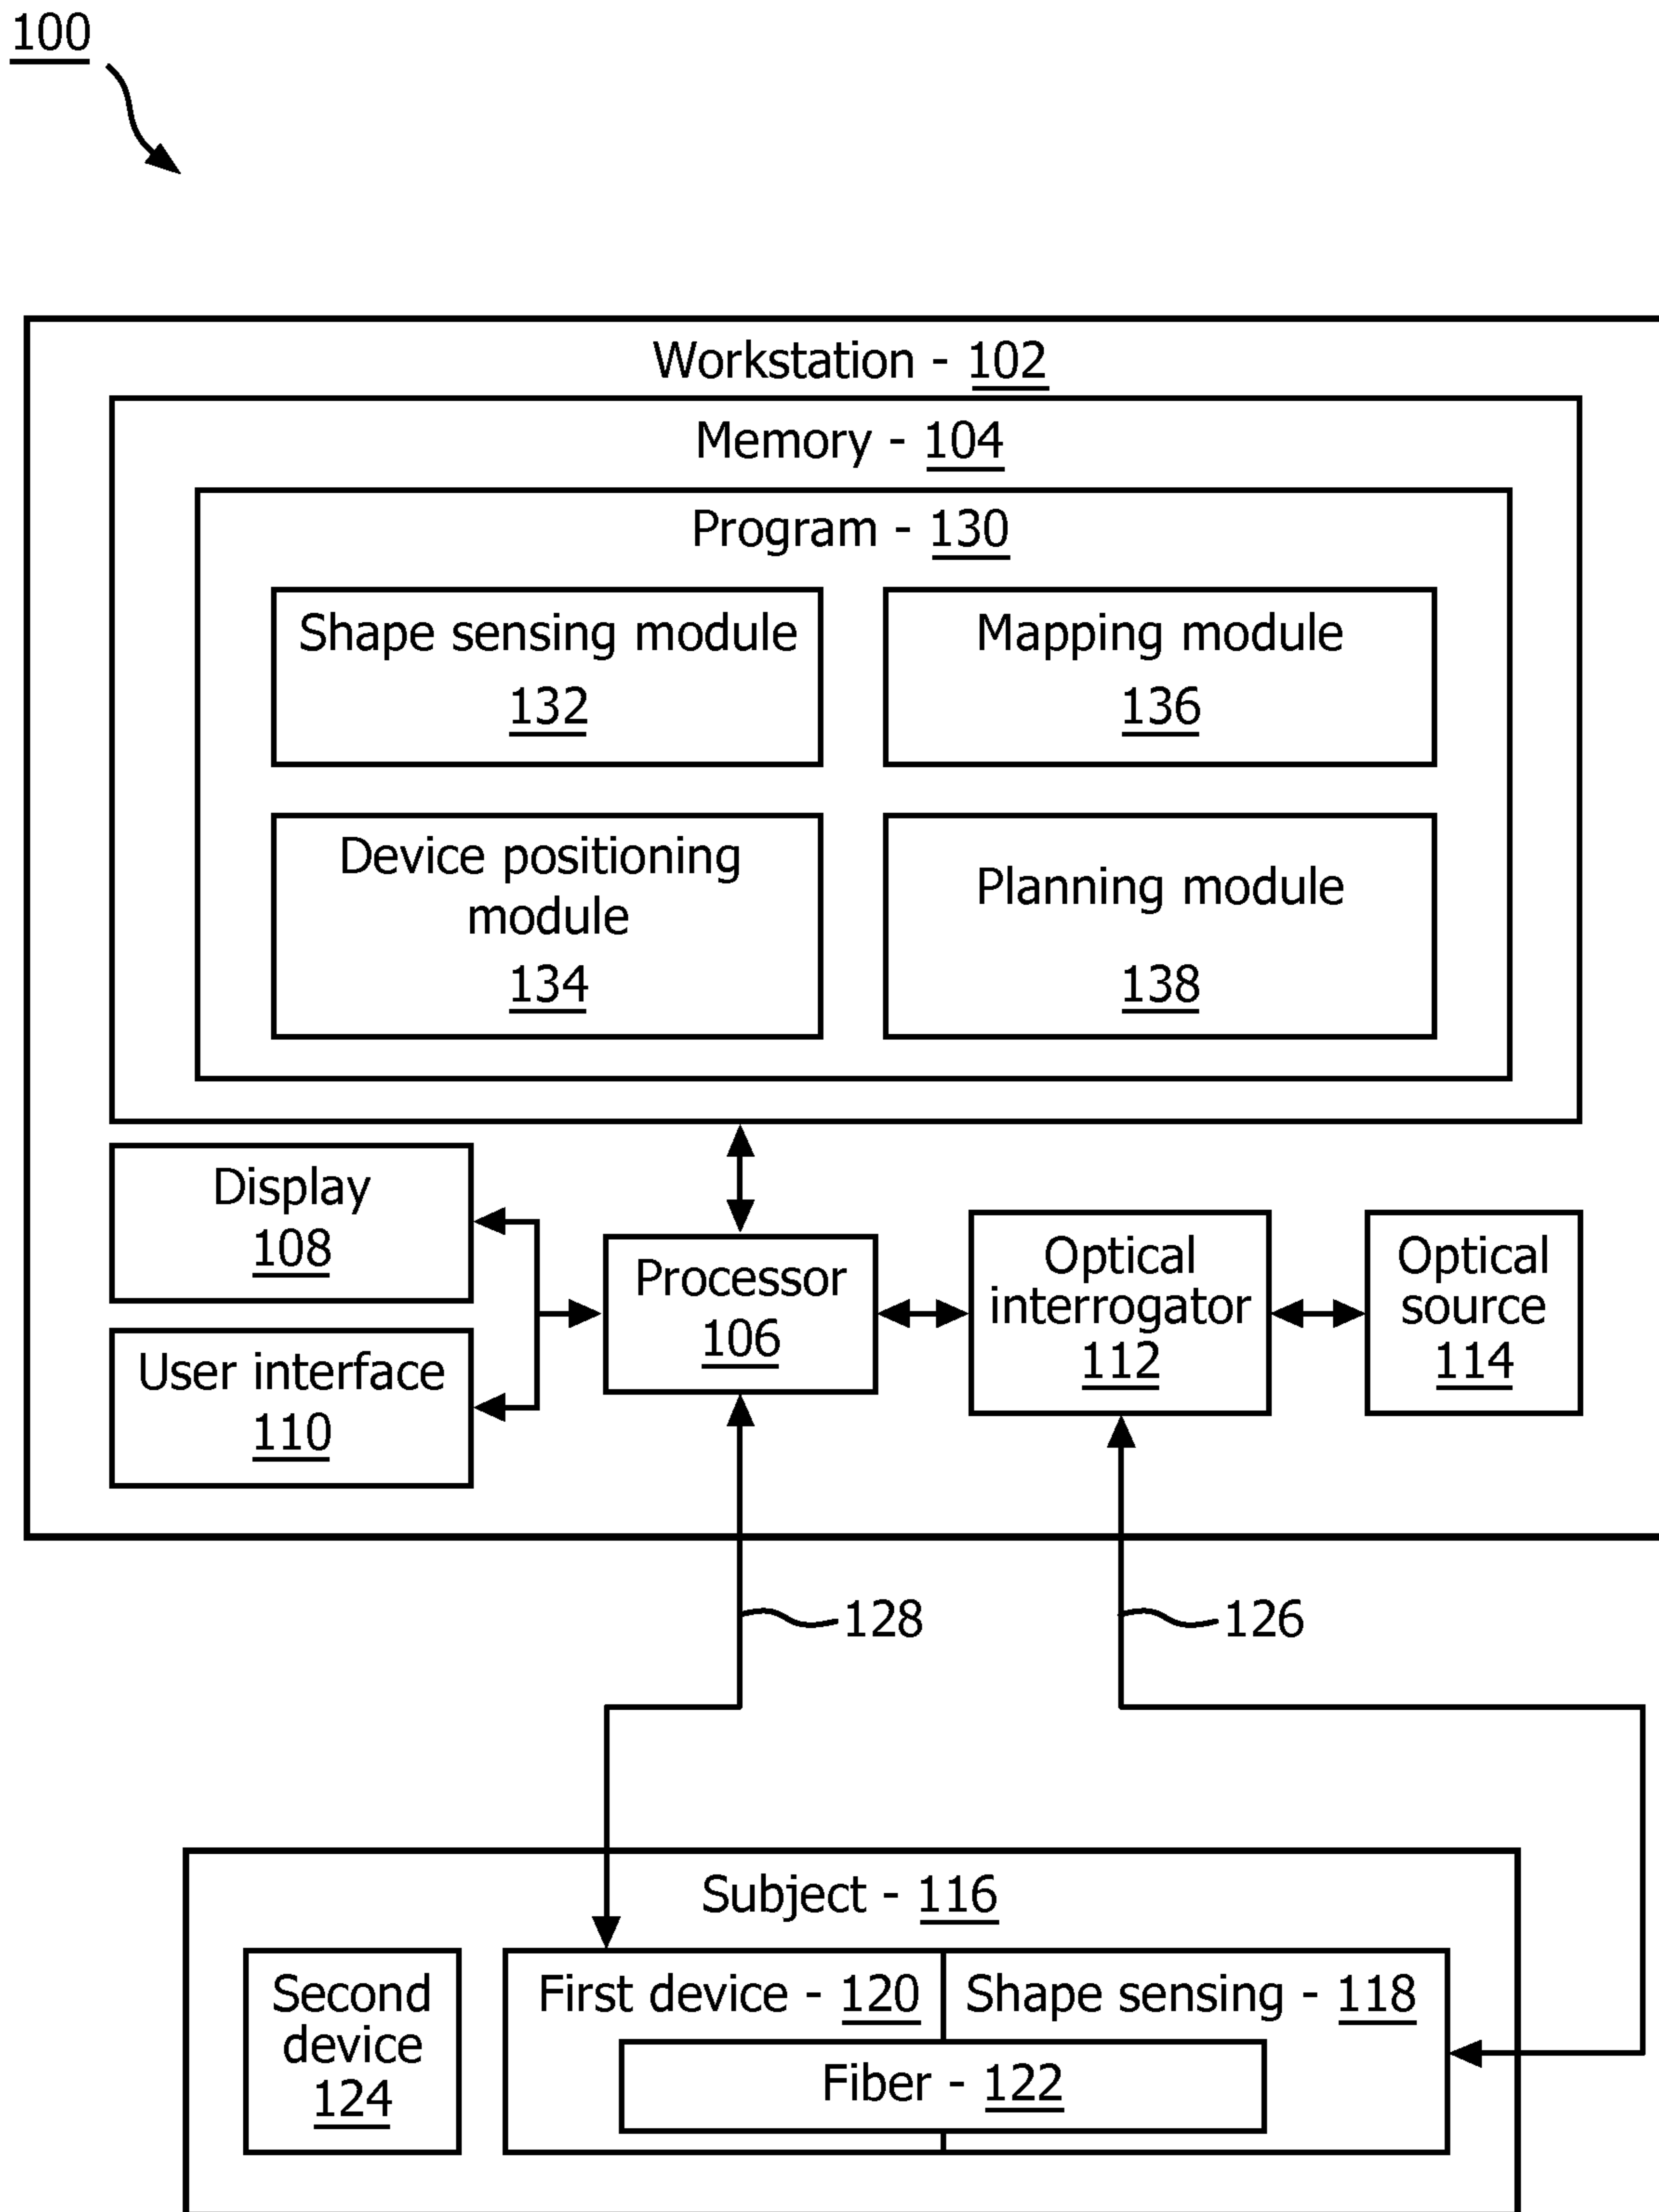 100
Workstation - 102
Memory - 104
Program - 130
Shape sensing module
132
Mapping module
136
Device positioning
module
134
Planning module
138
Display
108
User interface
110
Processor
106
Optical
interrogator
112
Optical
source
114
128
126
Subject - 116
Second
device
124
First device - 120
Shape sensing - 118
Fiber - 122